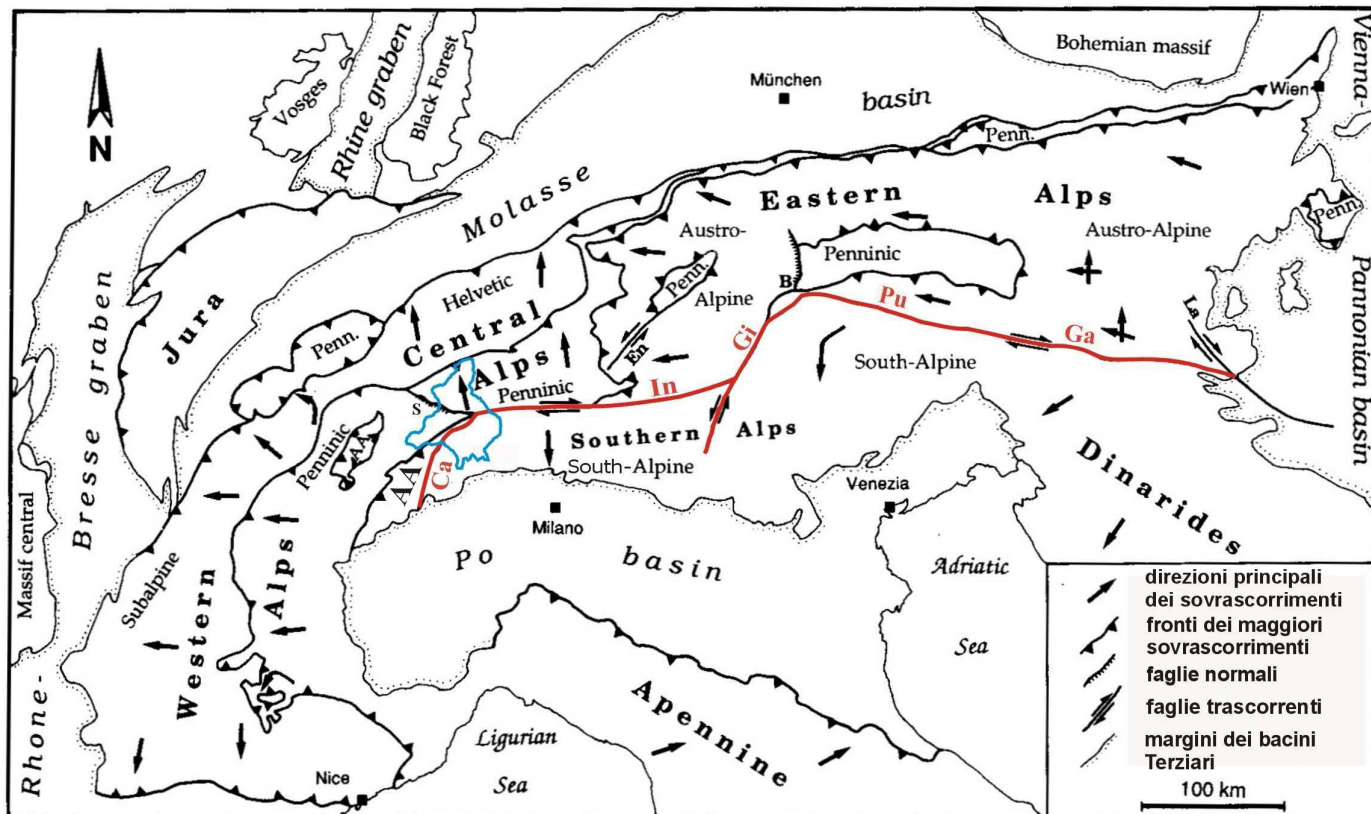 Bohemian massif
Vienna-
Vosges
Rhine graben
Black Forest
München
basin
Wien
N
Penn.
Molasse
Eastern Alps
Penn.
Austro-
Alpine
Austro-Alpine
Penninic
Pannonian basin
Bresse graben
Jura
Helvetic
Penn.
B
Pu
La
Penn.
Central
Alps
En
Gi
Ga
South-Alpine
S
Penninic
In
Penninic
AA
Southern Alps
South-Alpine
Dinarides
AA
Ca
Venezia
Milano
Massif central
Po basin
Adriatic
Sea
Subalpine
Western
Alps
Apennine
Rhone-
Ligurian
Sea
Nice
direzioni principali
dei sovrascorrimenti
fronti dei maggiori
sovrascorrimenti
faglie normali
faglie trascorrenti
margini dei bacini
Terziari
100 km